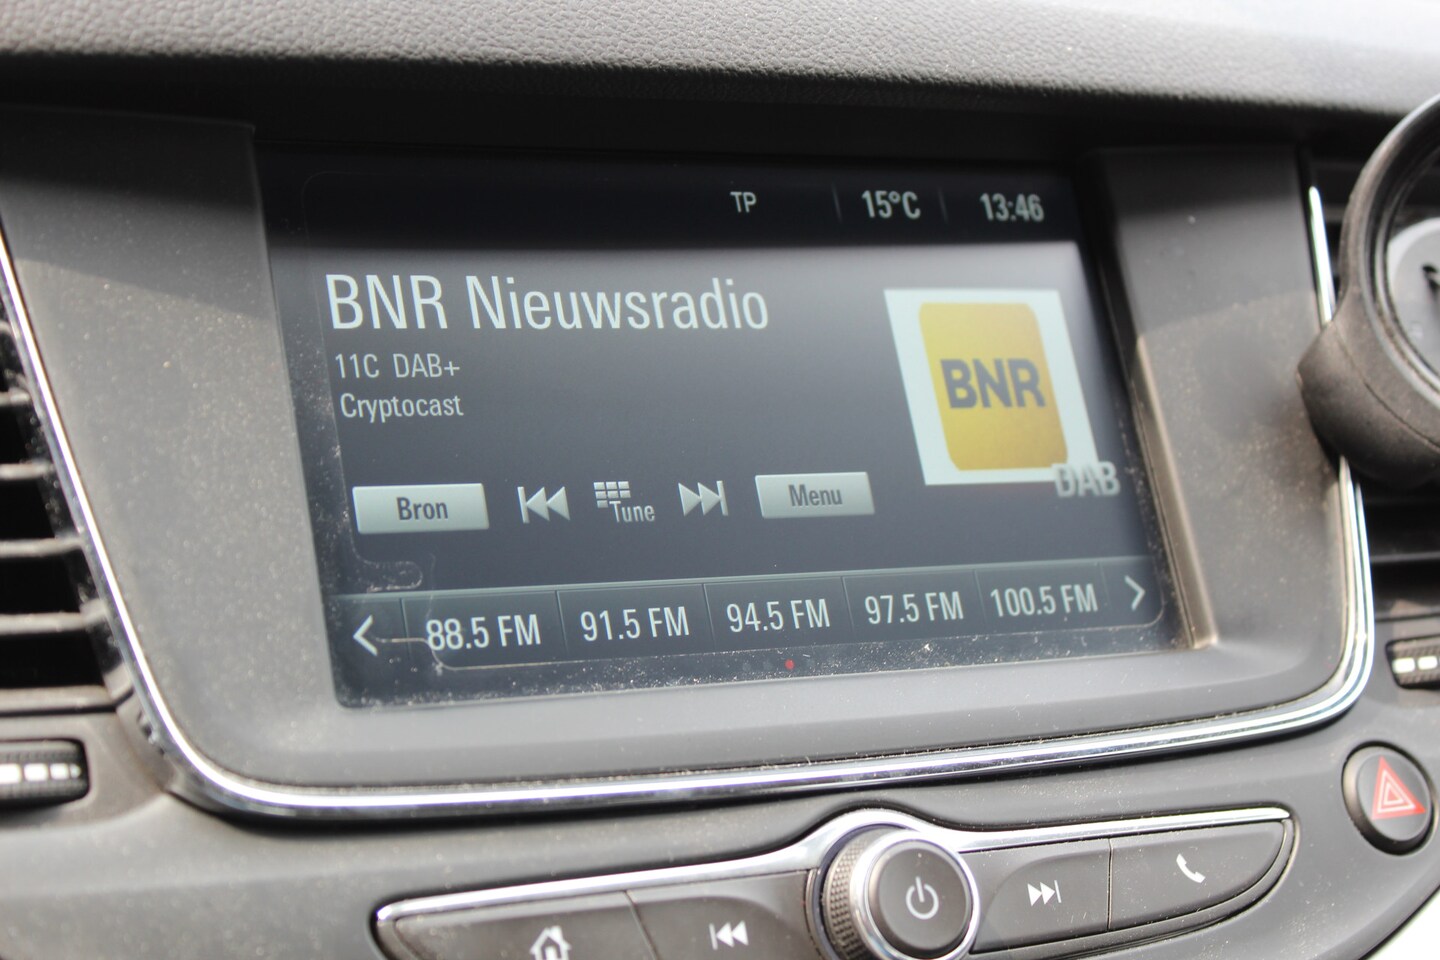 TP 15°C 13:46
BNR Nieuwsradio
11C DAB+
Cryptocast
BNR
DAB
Bron Tune Menu
88.5 FM 91.5 FM 94.5 FM 97.5 FM 100.5 FM